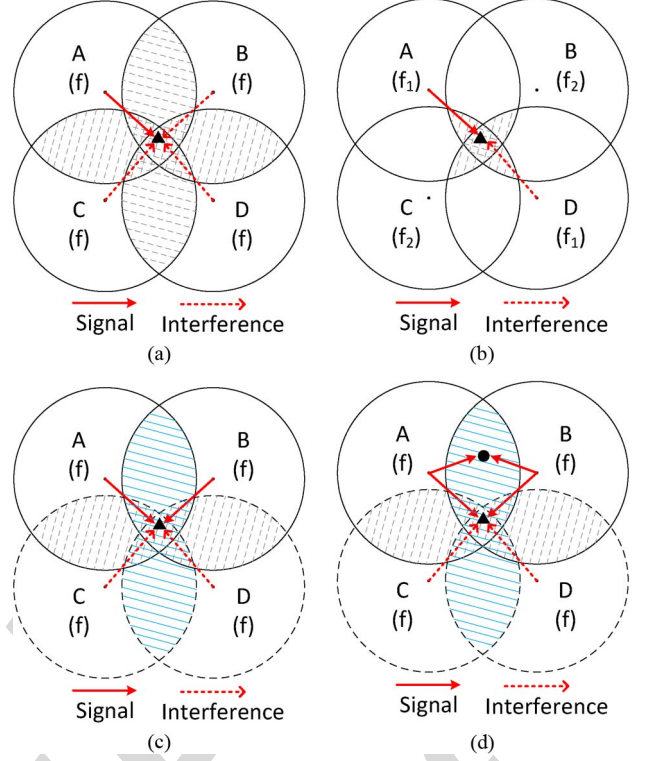 A B
(f) (f)
C D
(f) (f)
Signal Interference
(a)
A B
(f₁) (f₂)
C D
(f₂) (f₁)
Signal Interference
(b)
A B
(f) (f)
C D
(f) (f)
Signal Interference
(c)
A B
(f) (f)
C D
(f) (f)
Signal Interference
(d)